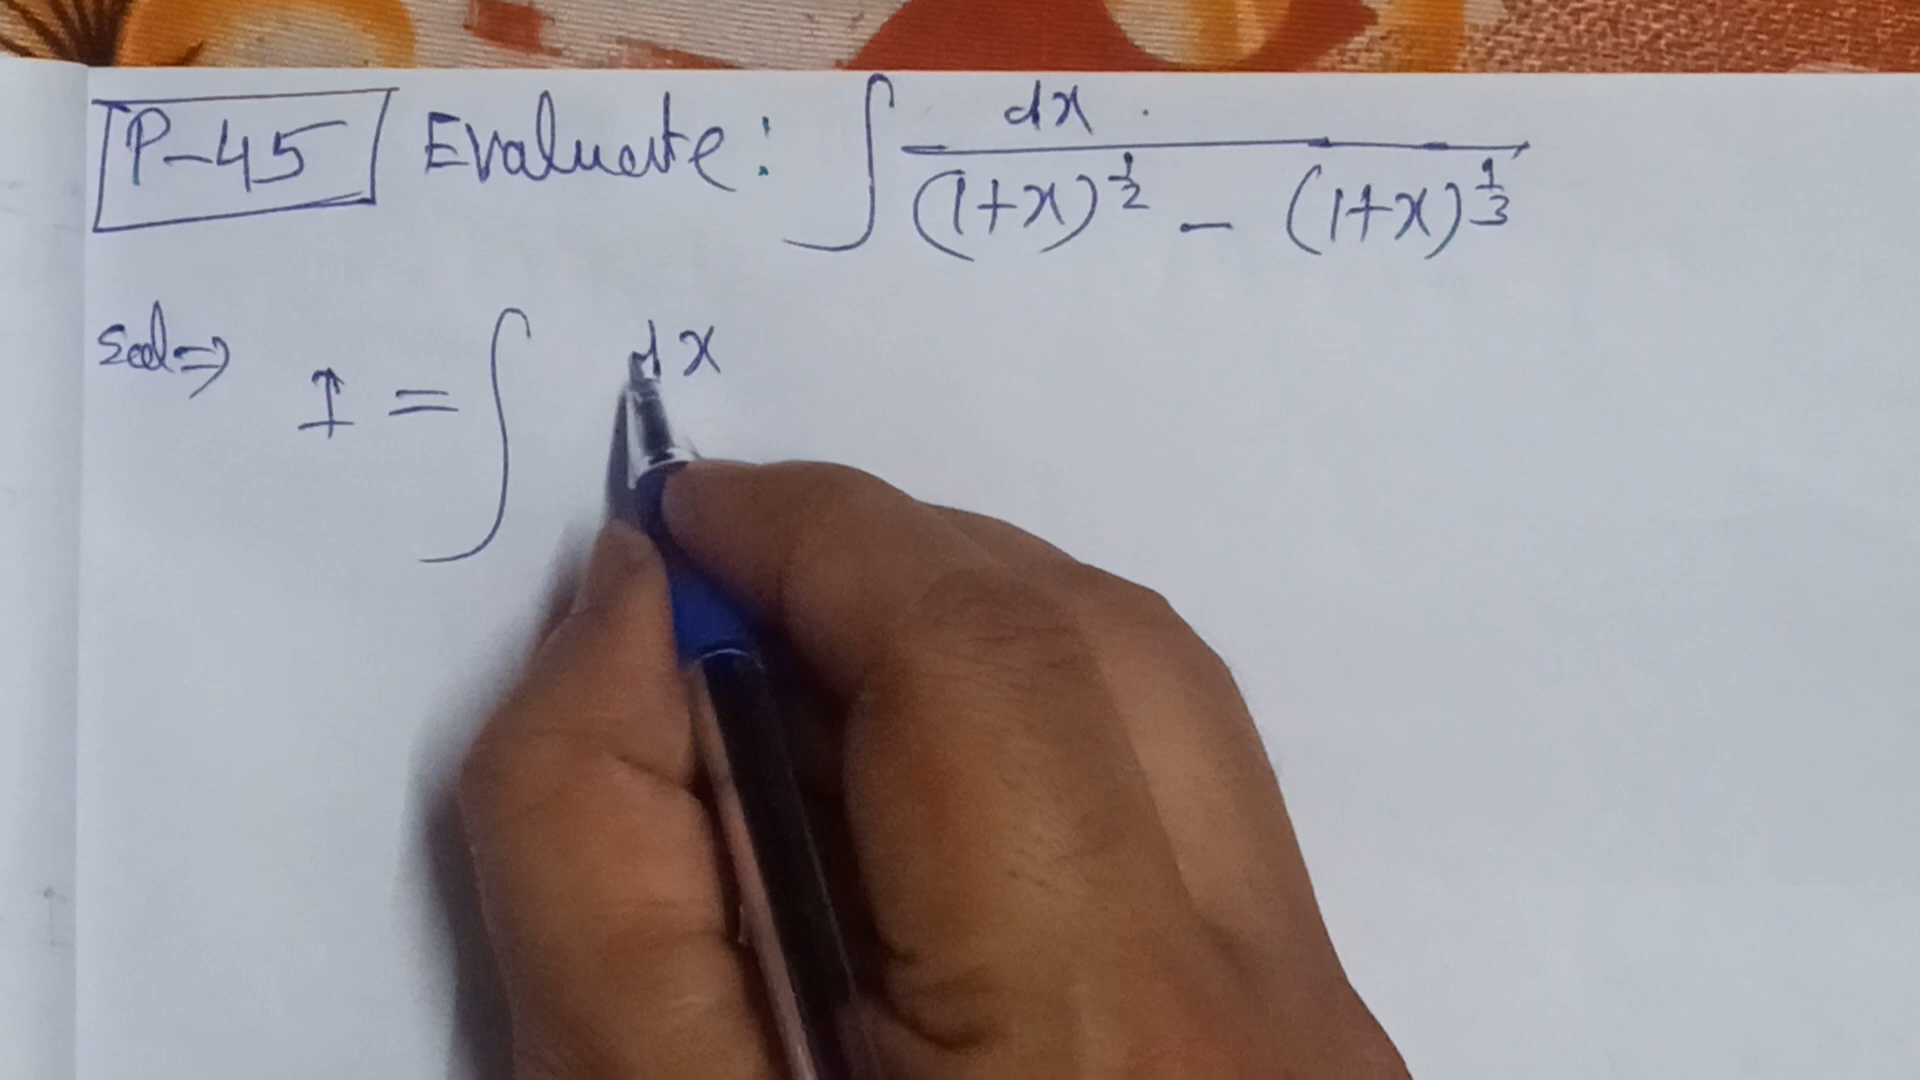 P-45 Evaluate: ∫ dx / (1+x)^1/2 - (1+x)^1/3
Sol⇒ I = ∫ dx